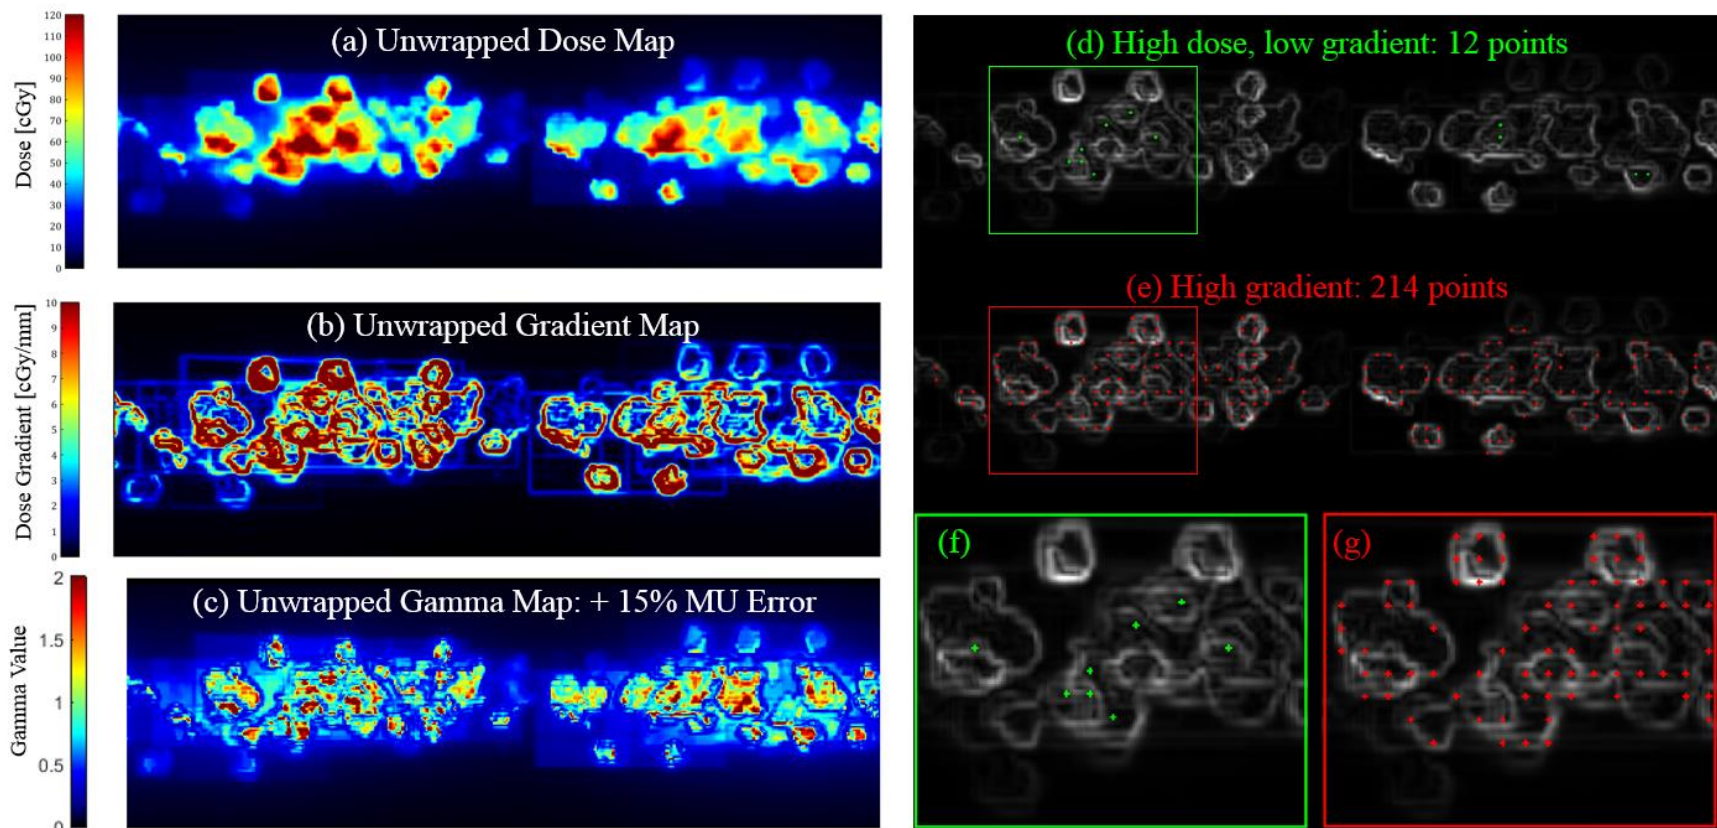 (a) Unwrapped Dose Map
Dose [cGy]
120
110
100
90
80
70
60
50
40
30
20
10
0
(b) Unwrapped Gradient Map
Dose Gradient [cGy/mm]
10
9
8
7
6
5
4
3
2
1
0
(c) Unwrapped Gamma Map: + 15% MU Error
Gamma Value
2
1.5
1
0.5
0
(d) High dose, low gradient: 12 points
(e) High gradient: 214 points
(f)
(g)